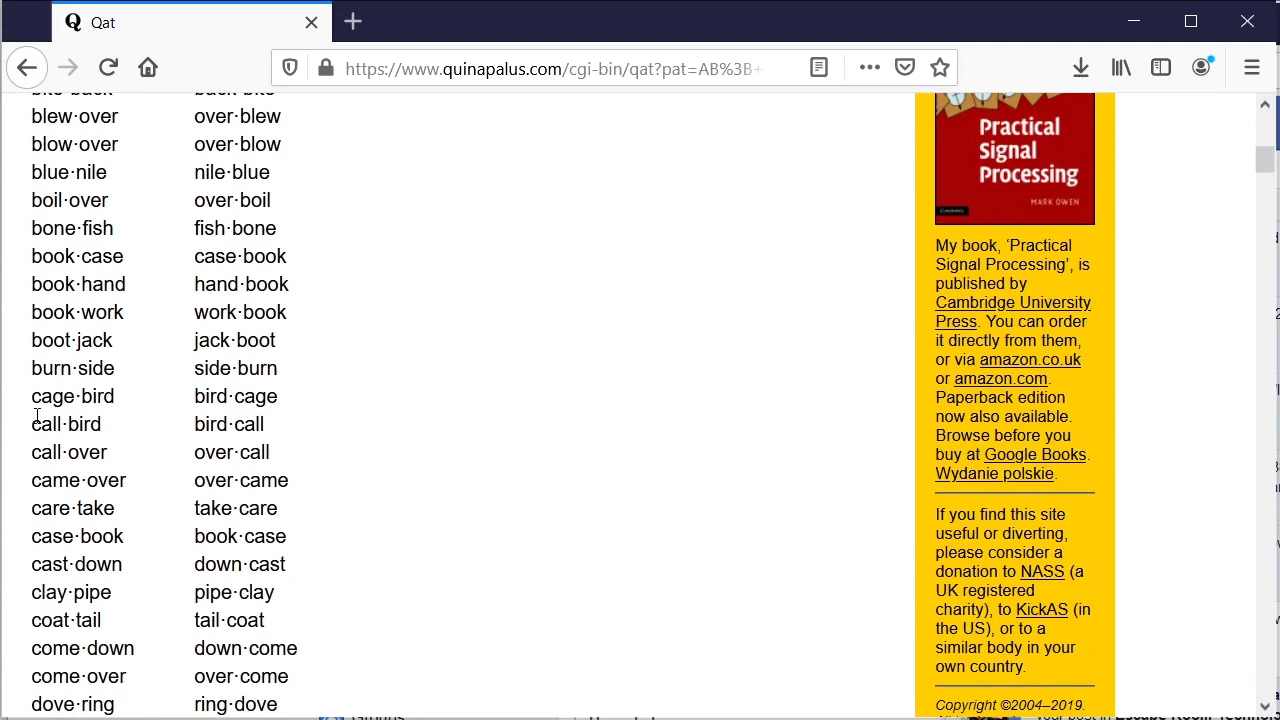 Qat
https://www.quinapalus.com/cgi-bin/qat?pat=AB%3B+
blew·over over·blew
blow·over over·blow
blue·nile nile·blue
boil·over over·boil
bone·fish fish·bone
book·case case·book
book·hand hand·book
book·work work·book
boot·jack jack·boot
burn·side side·burn
cage·bird bird·cage
call·bird bird·call
call·over over·call
came·over over·came
care·take take·care
case·book book·case
cast·down down·cast
clay·pipe pipe·clay
coat·tail tail·coat
come·down down·come
come·over over·come
dove·ring ring·dove
Practical
Signal
Processing
MARK OWEN
My book, ‘Practical
Signal Processing’, is
published by
Cambridge University
Press. You can order
it directly from them,
or via amazon.co.uk
or amazon.com.
Paperback edition
now also available.
Browse before you
buy at Google Books.
Wydanie polskie.
If you find this site
useful or diverting,
please consider a
donation to NASS (a
UK registered
charity), to KickAS (in
the US), or to a
similar body in your
own country.
Copyright ©2004–2019.